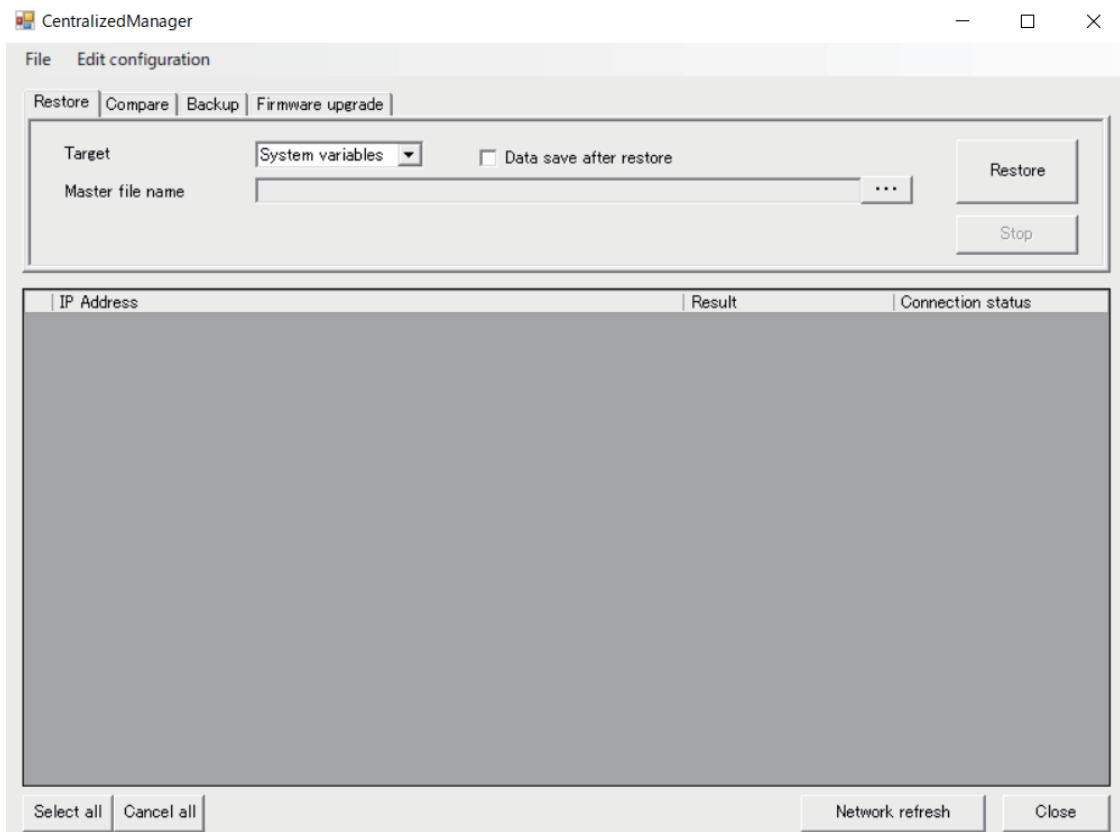 CentralizedManager
File Edit configuration
Restore Compare Backup Firmware upgrade
Target System variables Data save after restore Restore
Master file name ...
Stop
IP Address Result Connection status
Select all Cancel all Network refresh Close